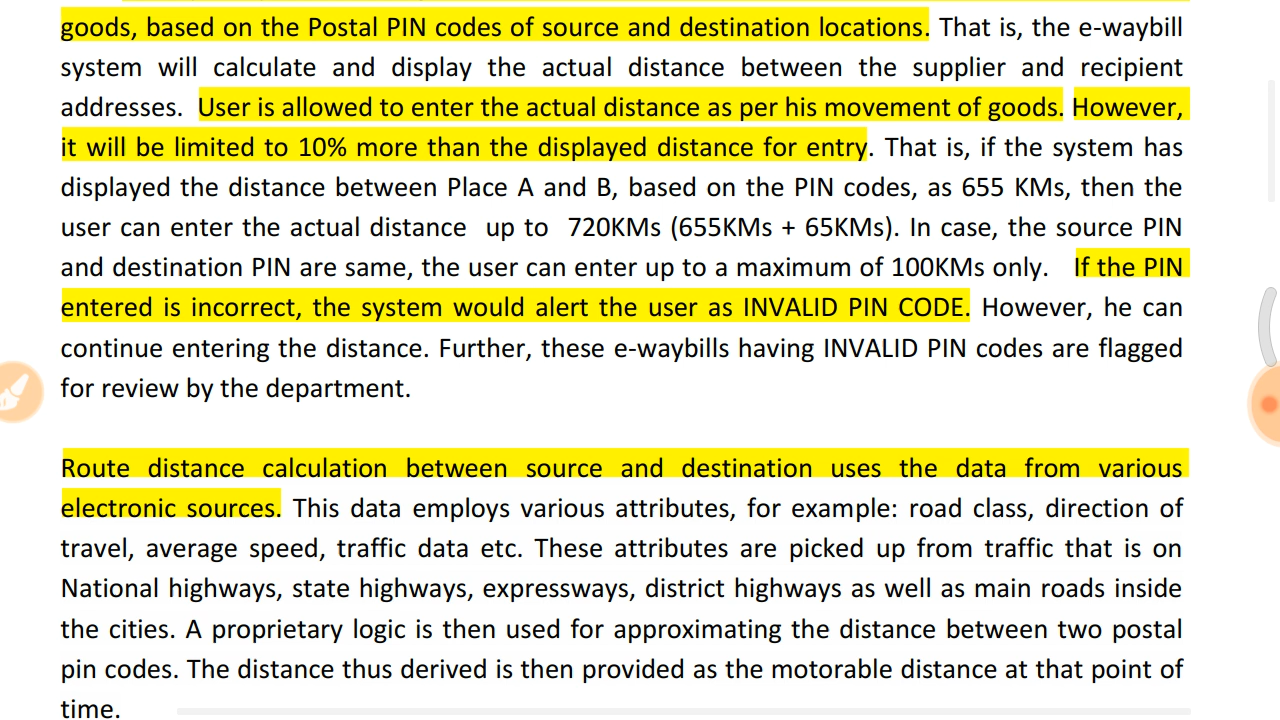 goods, based on the Postal PIN codes of source and destination locations. That is, the e-waybill
system will calculate and display the actual distance between the supplier and recipient
addresses. User is allowed to enter the actual distance as per his movement of goods. However,
it will be limited to 10% more than the displayed distance for entry. That is, if the system has
displayed the distance between Place A and B, based on the PIN codes, as 655 KMs, then the
user can enter the actual distance up to 720KMs (655KMs + 65KMs). In case, the source PIN
and destination PIN are same, the user can enter up to a maximum of 100KMs only. If the PIN
entered is incorrect, the system would alert the user as INVALID PIN CODE. However, he can
continue entering the distance. Further, these e-waybills having INVALID PIN codes are flagged
for review by the department.
Route distance calculation between source and destination uses the data from various
electronic sources. This data employs various attributes, for example: road class, direction of
travel, average speed, traffic data etc. These attributes are picked up from traffic that is on
National highways, state highways, expressways, district highways as well as main roads inside
the cities. A proprietary logic is then used for approximating the distance between two postal
pin codes. The distance thus derived is then provided as the motorable distance at that point of
time.